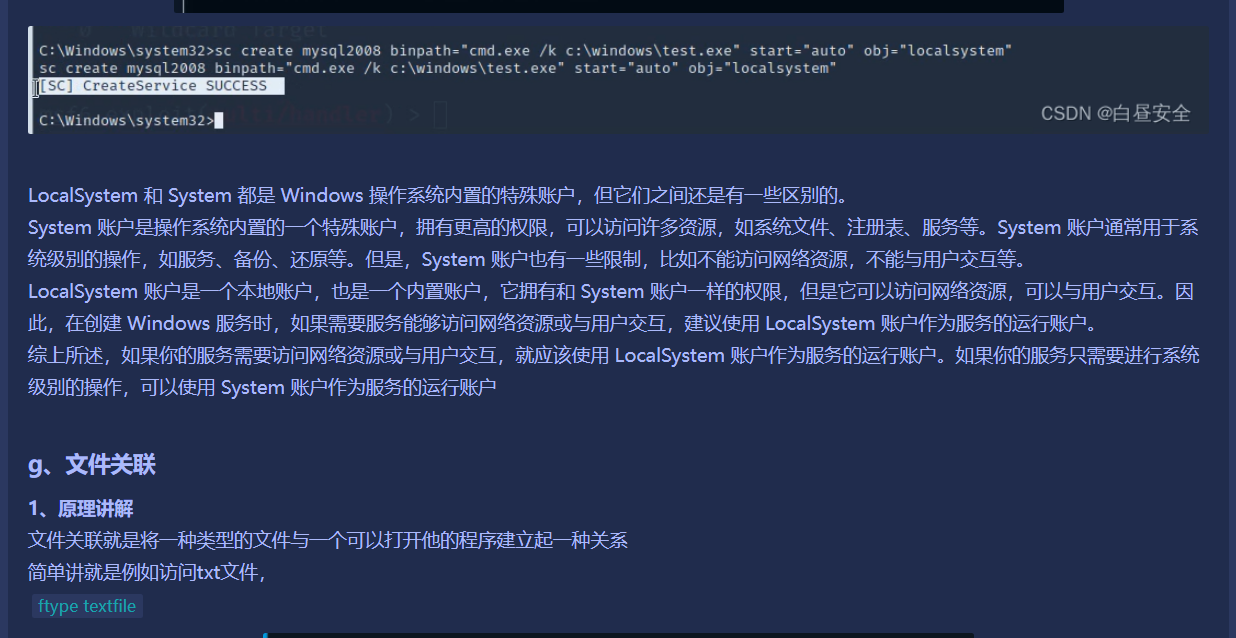 C:\Windows\system32>sc create mysql2008 binpath="cmd.exe /k c:\windows\test.exe" start="auto" obj="localsystem"
sc create mysql2008 binpath="cmd.exe /k c:\windows\test.exe" start="auto" obj="localsystem"
[SC] CreateService SUCCESS
C:\Windows\system32>
CSDN @白昼安全
LocalSystem 和 System 都是 Windows 操作系统内置的特殊账户，但它们之间还是有一些区别的。
System 账户是操作系统内置的一个特殊账户，拥有更高的权限，可以访问许多资源，如系统文件、注册表、服务等。System 账户通常用于系
统级别的操作，如服务、备份、还原等。但是，System 账户也有一些限制，比如不能访问网络资源，不能与用户交互等。
LocalSystem 账户是一个本地账户，也是一个内置账户，它拥有和 System 账户一样的权限，但是它可以访问网络资源，可以与用户交互。因
此，在创建 Windows 服务时，如果需要服务能够访问网络资源或与用户交互，建议使用 LocalSystem 账户作为服务的运行账户。
综上所述，如果你的服务需要访问网络资源或与用户交互，就应该使用 LocalSystem 账户作为服务的运行账户。如果你的服务只需要进行系统
级别的操作，可以使用 System 账户作为服务的运行账户
g、文件关联
1、原理讲解
文件关联就是将一种类型的文件与一个可以打开他的程序建立起一种关系
简单讲就是例如访问txt文件，
ftype textfile